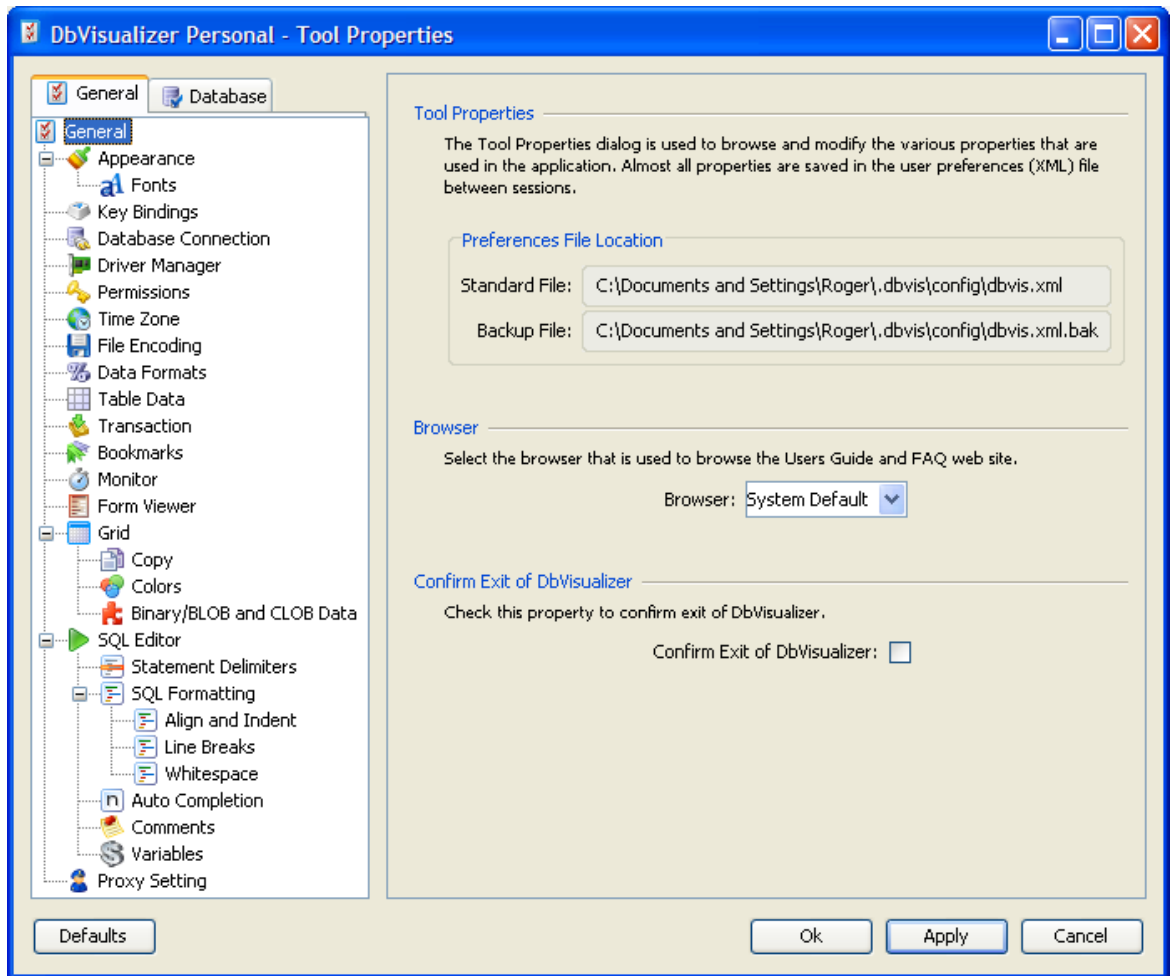 DbVisualizer Personal - Tool Properties
General
Database
General
Appearance
Fonts
Key Bindings
Database Connection
Driver Manager
Permissions
Time Zone
File Encoding
Data Formats
Table Data
Transaction
Bookmarks
Monitor
Form Viewer
Grid
Copy
Colors
Binary/BLOB and CLOB Data
SQL Editor
Statement Delimiters
SQL Formatting
Align and Indent
Line Breaks
Whitespace
Auto Completion
Comments
Variables
Proxy Setting
Tool Properties
The Tool Properties dialog is used to browse and modify the various properties that are
used in the application. Almost all properties are saved in the user preferences (XML) file
between sessions.
Preferences File Location
Standard File: C:\Documents and Settings\Roger\.dbvis\config\dbvis.xml
Backup File: C:\Documents and Settings\Roger\.dbvis\config\dbvis.xml.bak
Browser
Select the browser that is used to browse the Users Guide and FAQ web site.
Browser: System Default
Confirm Exit of DbVisualizer
Check this property to confirm exit of DbVisualizer.
Confirm Exit of DbVisualizer:
Defaults
Ok
Apply
Cancel